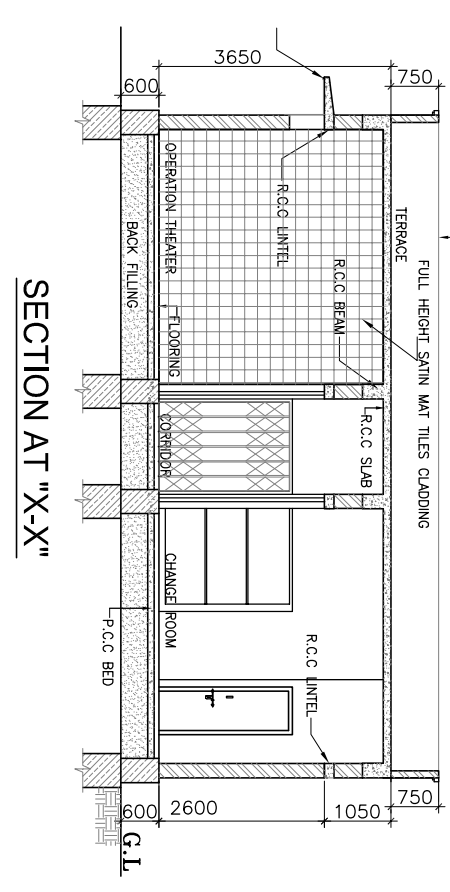 750
3650
600
TERRACE
FULL HEIGHT SATIN MAT TILES CLADDING
R.C.C LINTEL
R.C.C BEAM
R.C.C SLAB
R.C.C LINTEL
OPERATION THEATER
FLOORING
CORRIDOR
CHANGE ROOM
BACK FILLING
P.C.C BED
750
1050
2600
600
G.L
SECTION AT "X-X"